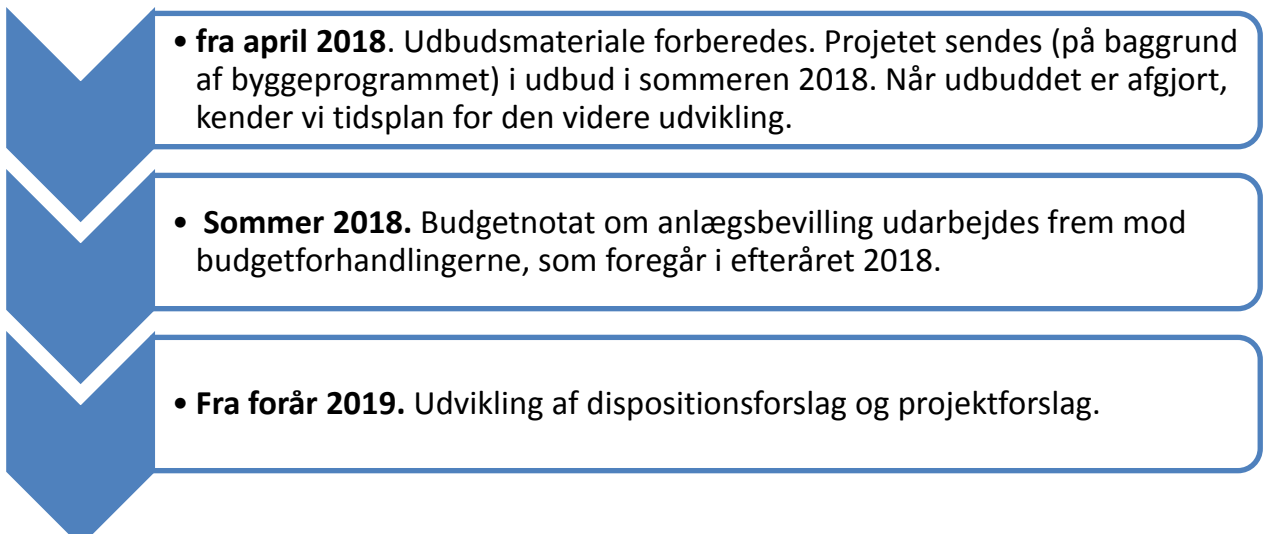 • fra april 2018. Udbudsmateriale forberedes. Projetet sendes (på baggrund
af byggeprogrammet) i udbud i sommeren 2018. Når udbuddet er afgjort,
kender vi tidsplan for den videre udvikling.
• Sommer 2018. Budgetnotat om anlægsbevilling udarbejdes frem mod
budgetforhandlingerne, som foregår i efteråret 2018.
• Fra forår 2019. Udvikling af dispositionsforslag og projektforslag.